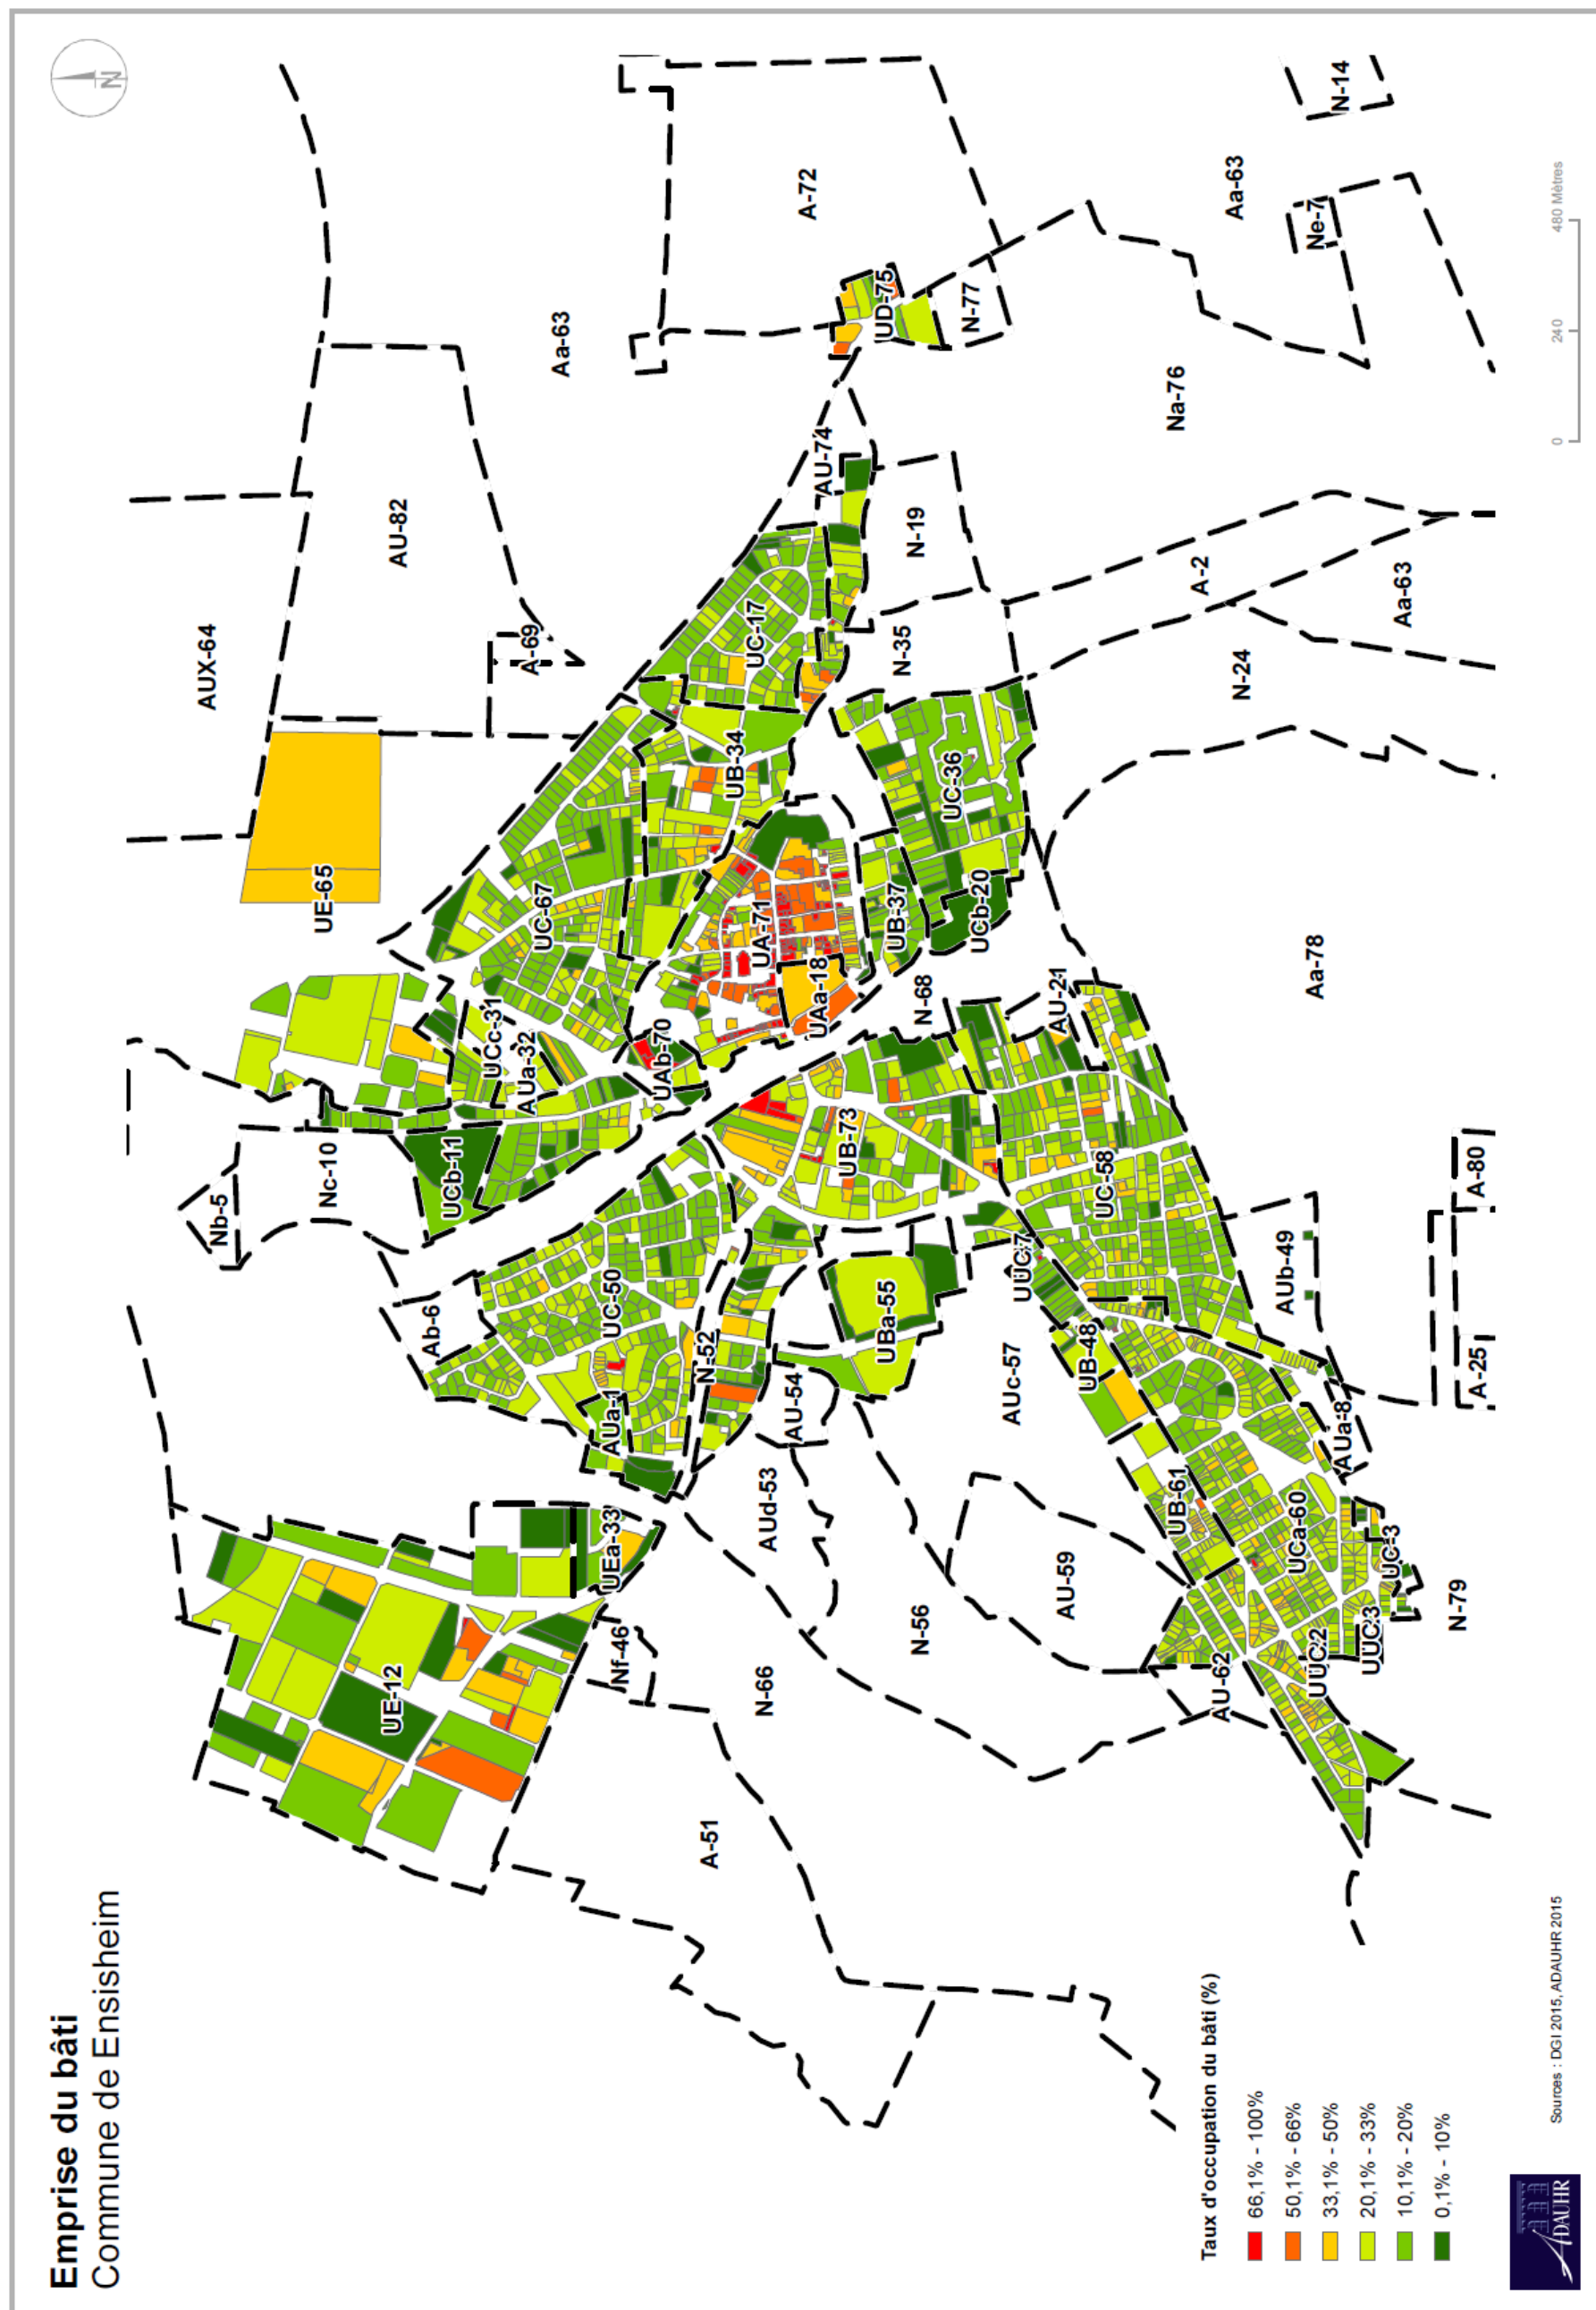 Emprise du bâti
Commune de Ensisheim
N
UE-12
UEa-33
Nf-46
A-51
N-66
AUd-53
N-56
AU-59
AU-62
UUC2
UUC3
UC-3
N-79
UCa-60
UB-61
AUa-8
AUa-1
UC-50
N-52
AU-54
UBa-55
AUc-57
UB-48
UUC7
Ab-6
Nb-5
Nc-10
UCb-11
UB-73
UC-58
AUb-49
A-25
A-80
UCc-31
AUa-32
UAb-70
UAa-18
N-68
AU-21
Aa-78
UE-65
UC-67
UA-71
UB-37
UCb-20
UB-34
UC-36
UC-17
N-35
N-24
AUX-64
A-69
AU-82
AU-74
N-19
A-2
Aa-63
Aa-63
UD-75
N-77
Na-76
A-72
Ne-7
Aa-63
N-14
Taux d'occupation du bâti (%)
66,1% - 100%
50,1% - 66%
33,1% - 50%
20,1% - 33%
10,1% - 20%
0,1% - 10%
0 240 480 Mètres
ADAUHR
Sources : DGI 2015, ADAUHR 2015